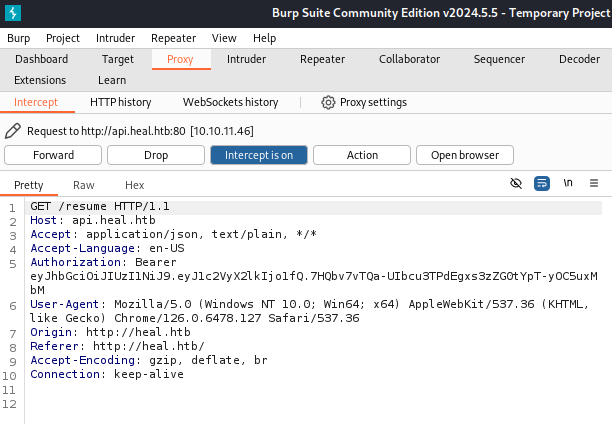 Burp Suite Community Edition v2024.5.5 - Temporary Project
Burp Project Intruder Repeater View Help
Dashboard Target Proxy Intruder Repeater Collaborator Sequencer Decoder
Extensions Learn
Intercept HTTP history WebSockets history Proxy settings
Request to http://api.heal.htb:80 [10.10.11.46]
Forward Drop Intercept is on Action Open browser
Pretty Raw Hex \n
1 GET /resume HTTP/1.1
2 Host: api.heal.htb
3 Accept: application/json, text/plain, */*
4 Accept-Language: en-US
5 Authorization: Bearer
eyJhbGciOiJIUzI1NiJ9.eyJ1c2VyX2lkIjo1fQ.7HQbv7vTQa-UIbcu3TPdEgxs3zZG0tYpT-yOC5uxM
bM
6 User-Agent: Mozilla/5.0 (Windows NT 10.0; Win64; x64) AppleWebKit/537.36 (KHTML,
like Gecko) Chrome/126.0.6478.127 Safari/537.36
7 Origin: http://heal.htb
8 Referer: http://heal.htb/
9 Accept-Encoding: gzip, deflate, br
10 Connection: keep-alive
11
12